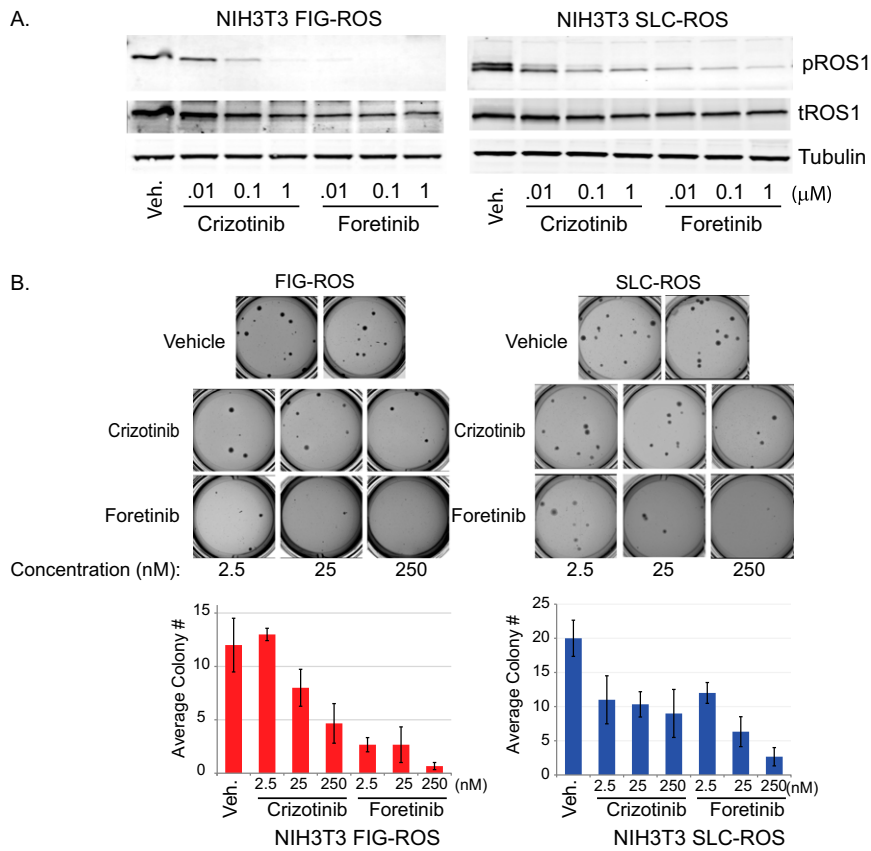 A.
NIH3T3 FIG-ROS NIH3T3 SLC-ROS
pROS1
tROS1
Tubulin
Veh. .01 0.1 1 .01 0.1 1 Veh. .01 0.1 1 .01 0.1 1 (μM)
Crizotinib Foretinib Crizotinib Foretinib
B.
FIG-ROS SLC-ROS
Vehicle Vehicle
Crizotinib Crizotinib
Foretinib Foretinib
Concentration (nM): 2.5 25 250 2.5 25 250
15
10
5
0
Average Colony #
Veh. 2.5 25 250 2.5 25 250 (nM)
Crizotinib Foretinib
NIH3T3 FIG-ROS
25
20
15
10
5
0
Average Colony #
Veh. 2.5 25 250 2.5 25 250 (nM)
Crizotinib Foretinib
NIH3T3 SLC-ROS